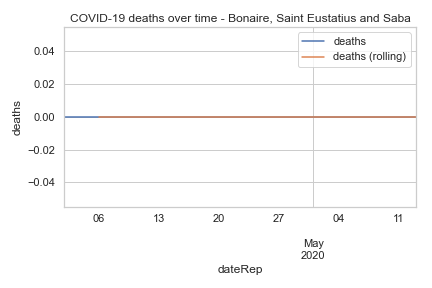 COVID-19 deaths over time - Bonaire, Saint Eustatius and Saba
deaths
deaths (rolling)
deaths
0.04
0.02
0.00
−0.02
−0.04
06 13 20 27 04 11
May
2020
dateRep